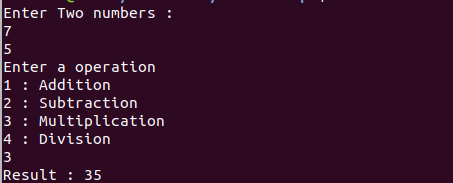 Enter Two numbers :
7
5
Enter a operation
1 : Addition
2 : Subtraction
3 : Multiplication
4 : Division
3
Result : 35